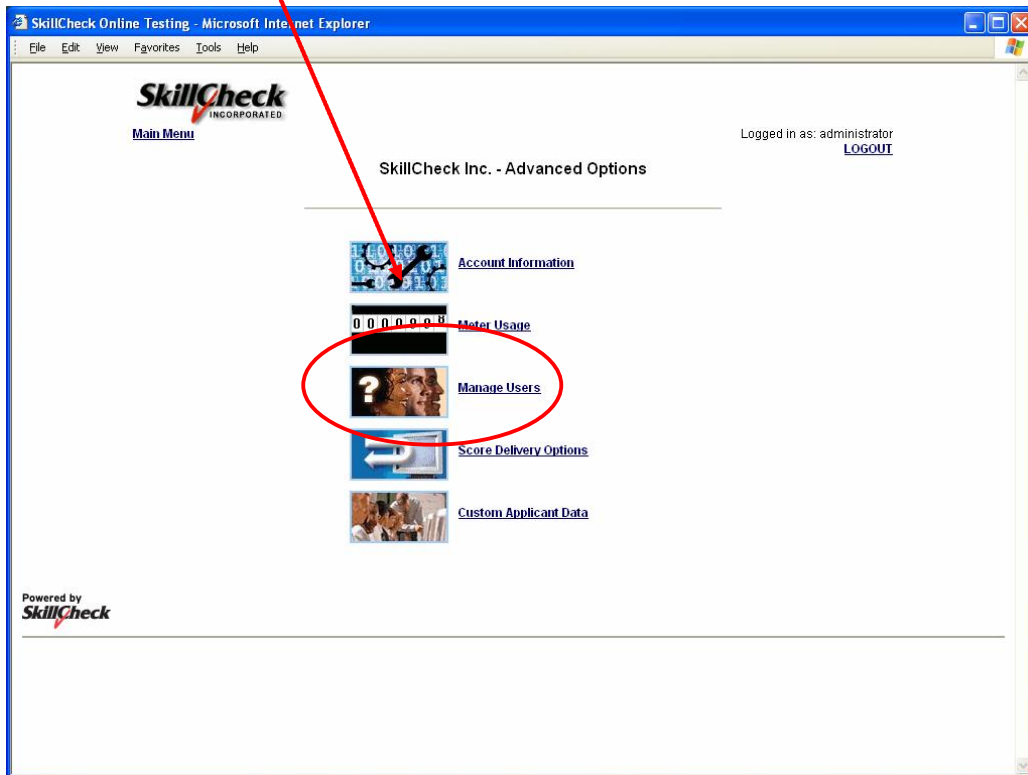 SkillCheck Online Testing - Microsoft Internet Explorer
File Edit View Favorites Tools Help
SkillCheck
INCORPORATED
Main Menu
Logged in as: administrator
LOGOUT
SkillCheck Inc. - Advanced Options
Account Information
Meter Usage
Manage Users
Score Delivery Options
Custom Applicant Data
Powered by
SkillCheck